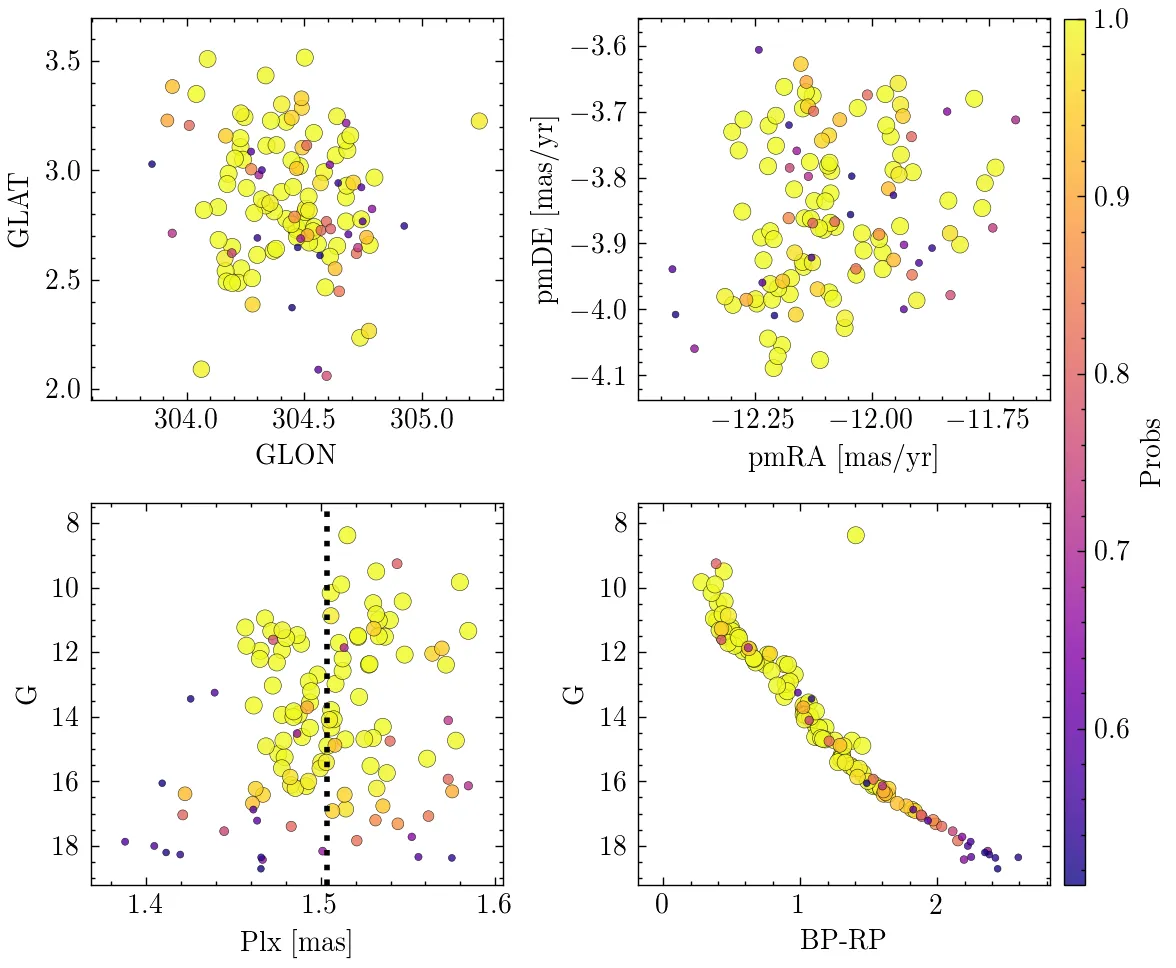 3.5
3.0
2.5
2.0
GLAT
304.0 304.5 305.0
GLON
−3.6
−3.7
−3.8
−3.9
−4.0
−4.1
pmDE [mas/yr]
−12.25 −12.00 −11.75
pmRA [mas/yr]
8
10
12
14
16
18
G
1.4 1.5 1.6
Plx [mas]
8
10
12
14
16
18
G
0 1 2
BP-RP
1.0
0.9
0.8
0.7
0.6
Probs